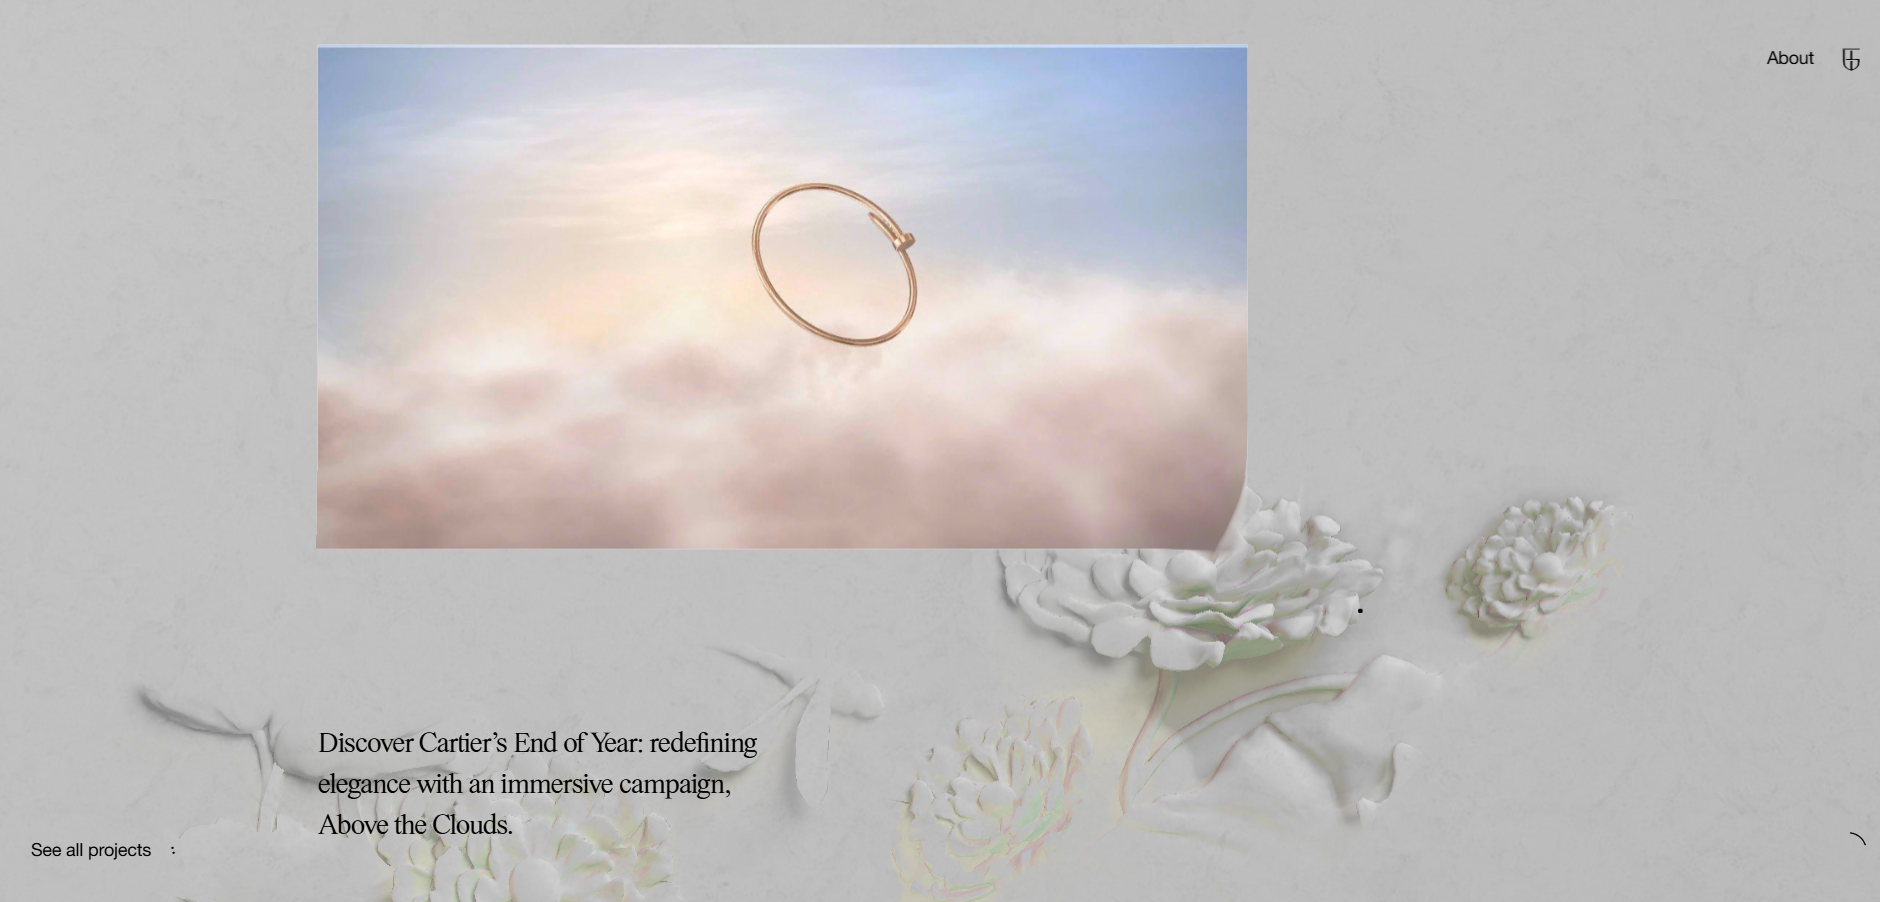 About
Discover Cartier’s End of Year: redefining
elegance with an immersive campaign,
Above the Clouds.
See all projects